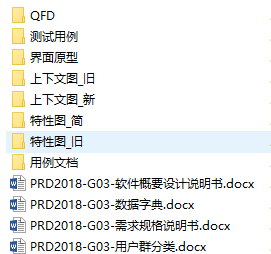 QFD
测试用例
界面原型
上下文图_旧
上下文图_新
特性图_简
特性图_旧
用例文档
PRD2018-G03-软件概要设计说明书.docx
PRD2018-G03-数据字典.docx
PRD2018-G03-需求规格说明书.docx
PRD2018-G03-用户群分类.docx